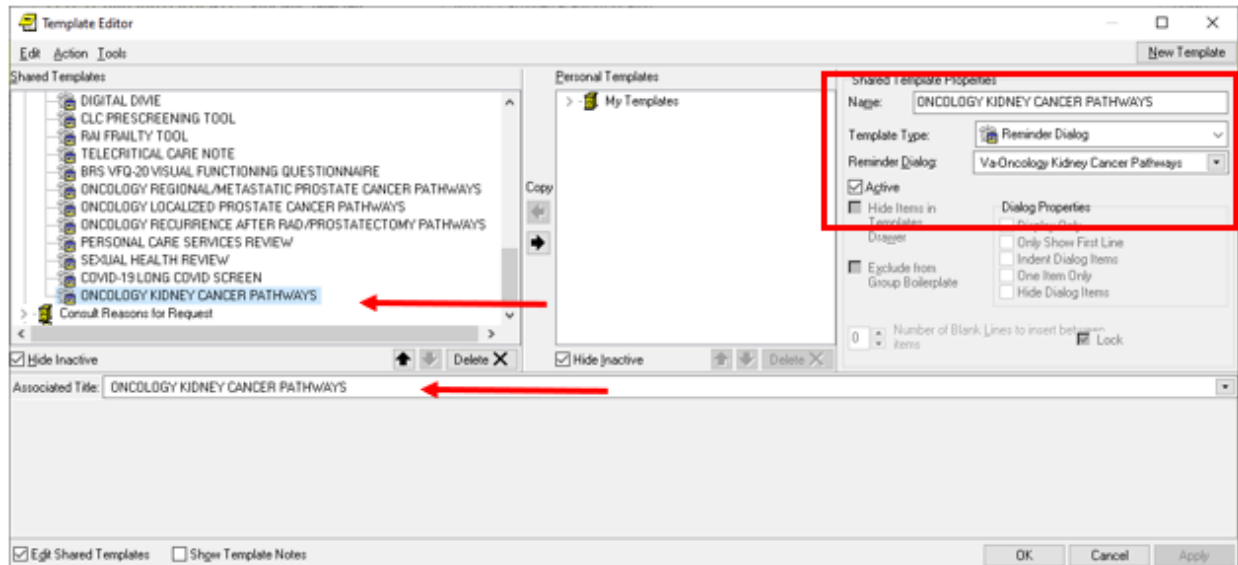 Template Editor
Edit Action Tools
New Template
Shared Templates
DIGITAL DIVIE
CLC PRESCREENING TOOL
RAI FRAILTY TOOL
TELECRITICAL CARE NOTE
BRS VFQ-20 VISUAL FUNCTIONING QUESTIONNAIRE
ONCOLOGY REGIONAL/METASTATIC PROSTATE CANCER PATHWAYS
ONCOLOGY LOCALIZED PROSTATE CANCER PATHWAYS
ONCOLOGY RECURRENCE AFTER RAD/PROSTATECTOMY PATHWAYS
PERSONAL CARE SERVICES REVIEW
SEXUAL HEALTH REVIEW
COVID-19 LONG COVID SCREEN
ONCOLOGY KIDNEY CANCER PATHWAYS
Consult Reasons for Request
Hide Inactive
Delete
Copy
Personal Templates
My Templates
Hide Inactive
Delete
Shared Template Properties
Name: ONCOLOGY KIDNEY CANCER PATHWAYS
Template Type: Reminder Dialog
Reminder Dialog: Va-Oncology Kidney Cancer Pathways
Active
Hide Items in
Templates
Drawer
Exclude from
Group Boilerplate
Dialog Properties
Display Only
Only Show First Line
Indent Dialog Items
One Item Only
Hide Dialog Items
0 Number of Blank Lines to insert between
items
Lock
Associated Title: ONCOLOGY KIDNEY CANCER PATHWAYS
Edit Shared Templates Show Template Notes
OK Cancel Apply